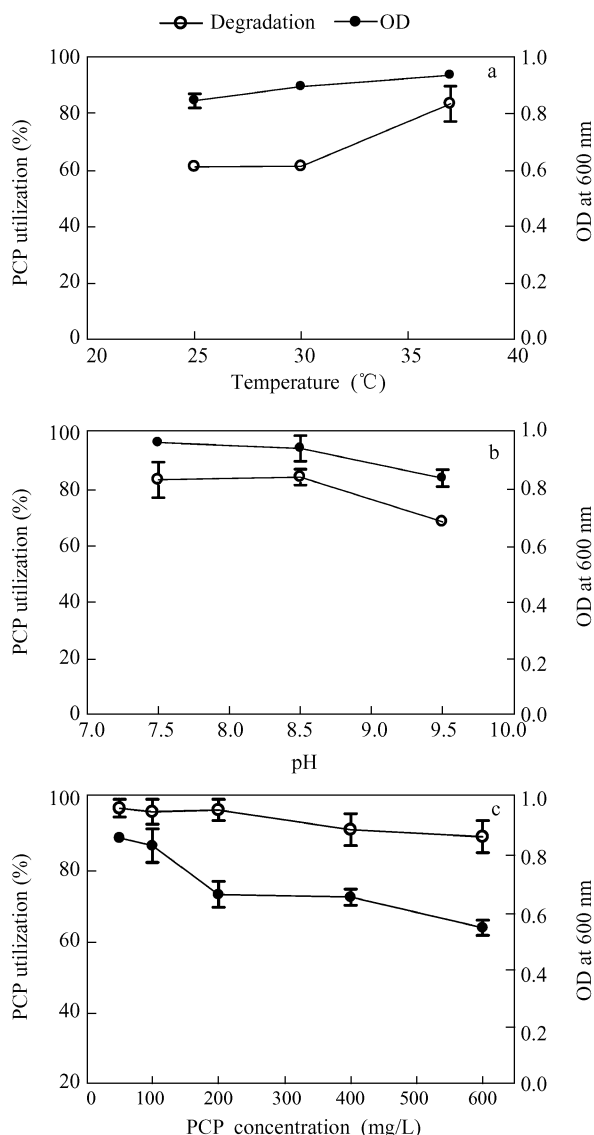 Degradation OD
100 1.0
a
80 0.8
60 0.6
40 0.4
20 0.2
0 0.0
PCP utilization (%)
OD at 600 nm
20 25 30 35 40
Temperature (℃)
100 1.0
b
80 0.8
60 0.6
40 0.4
20 0.2
0 0.0
PCP utilization (%)
OD at 600 nm
7.0 7.5 8.0 8.5 9.0 9.5 10.0
pH
100 1.0
c
80 0.8
60 0.6
40 0.4
0.2
20 0.0
PCP utilization (%)
OD at 600 nm
0 100 200 300 400 500 600
PCP concentration (mg/L)